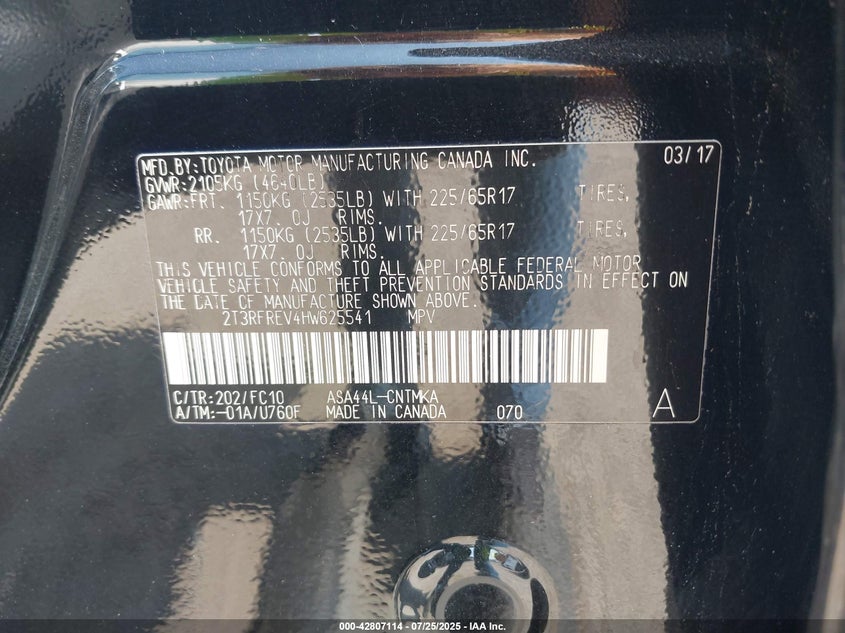 MFD.BY:TOYOTA MOTOR MANUFACTURING CANADA INC. 03/17
GVWR:2105KG (4640LB)
GAWR:FRT. 1150KG (2535LB) WITH 225/65R17 TIRES,
17X7. 0J RIMS.
RR. 1150KG (2535LB) WITH 225/65R17 TIRES,
17X7. 0J RIMS.
THIS VEHICLE CONFORMS TO ALL APPLICABLE FEDERAL MOTOR
VEHICLE SAFETY AND THEFT PREVENTION STANDARDS IN EFFECT ON
THE DATE OF MANUFACTURE SHOWN ABOVE.
2T3RFREV4HW625541 MPV
C/TR:202/FC10 ASA44L-CNTMKA
A/TM:-01A/U760F MADE IN CANADA 070 A
000-42807114 - 07/25/2025 - IAA Inc.